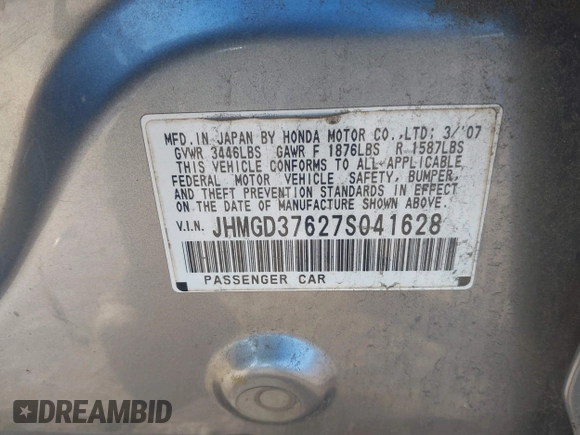 MFD. IN JAPAN BY HONDA MOTOR CO., LTD; 3/'07
GVWR 3446LBS GAWR F 1876LBS R 1587LBS
THIS VEHICLE CONFORMS TO ALL APPLICABLE
FEDERAL MOTOR VEHICLE SAFETY, BUMPER,
AND THEFT PREVENTION STANDARDS IN EFFECT
ON THE DATE OF MANUFACTURE SHOWN ABOVE.
V.I.N. JHMGD37627S041628
PASSENGER CAR
DREAMBID